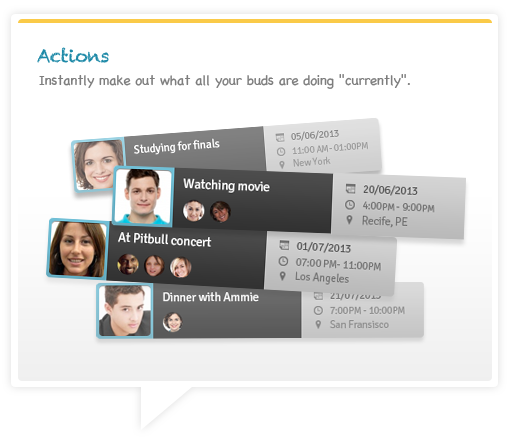 Actions
Instantly make out what all your buds are doing "currently".
Studying for finals
05/06/2013
11:00 AM- 01:00PM
New York
Watching movie
20/06/2013
4:00PM - 9:00PM
Recife, PE
At Pitbull concert
01/07/2013
07:00 PM- 11:00PM
Los Angeles
Dinner with Ammie
21/07/2013
7:00PM - 10:00PM
San Fransisco